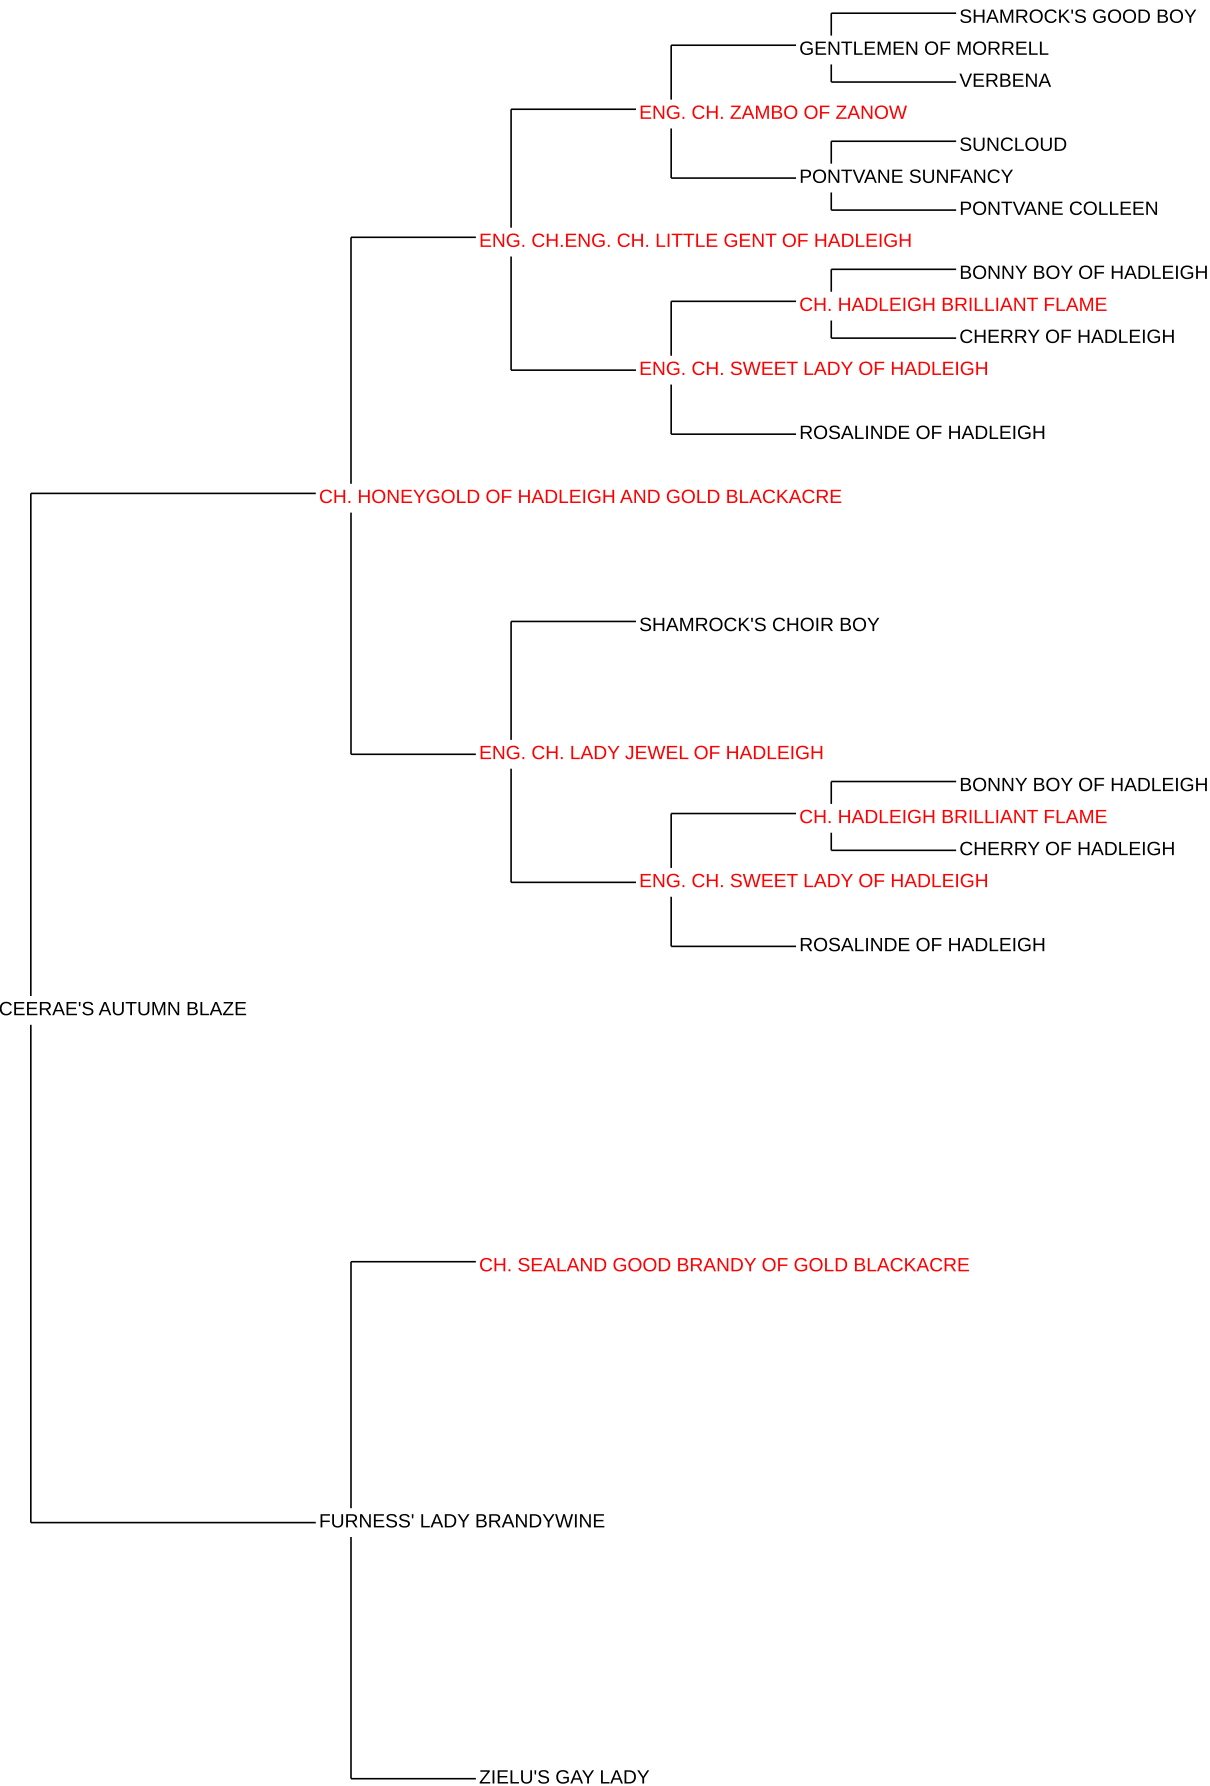 SHAMROCK'S GOOD BOY
GENTLEMEN OF MORRELL
VERBENA
ENG. CH. ZAMBO OF ZANOW
SUNCLOUD
PONTVANE SUNFANCY
PONTVANE COLLEEN
ENG. CH.ENG. CH. LITTLE GENT OF HADLEIGH
BONNY BOY OF HADLEIGH
CH. HADLEIGH BRILLIANT FLAME
CHERRY OF HADLEIGH
ENG. CH. SWEET LADY OF HADLEIGH
ROSALINDE OF HADLEIGH
CH. HONEYGOLD OF HADLEIGH AND GOLD BLACKACRE
SHAMROCK'S CHOIR BOY
ENG. CH. LADY JEWEL OF HADLEIGH
BONNY BOY OF HADLEIGH
CH. HADLEIGH BRILLIANT FLAME
CHERRY OF HADLEIGH
ENG. CH. SWEET LADY OF HADLEIGH
ROSALINDE OF HADLEIGH
CEERAE'S AUTUMN BLAZE
CH. SEALAND GOOD BRANDY OF GOLD BLACKACRE
FURNESS' LADY BRANDYWINE
ZIELU'S GAY LADY